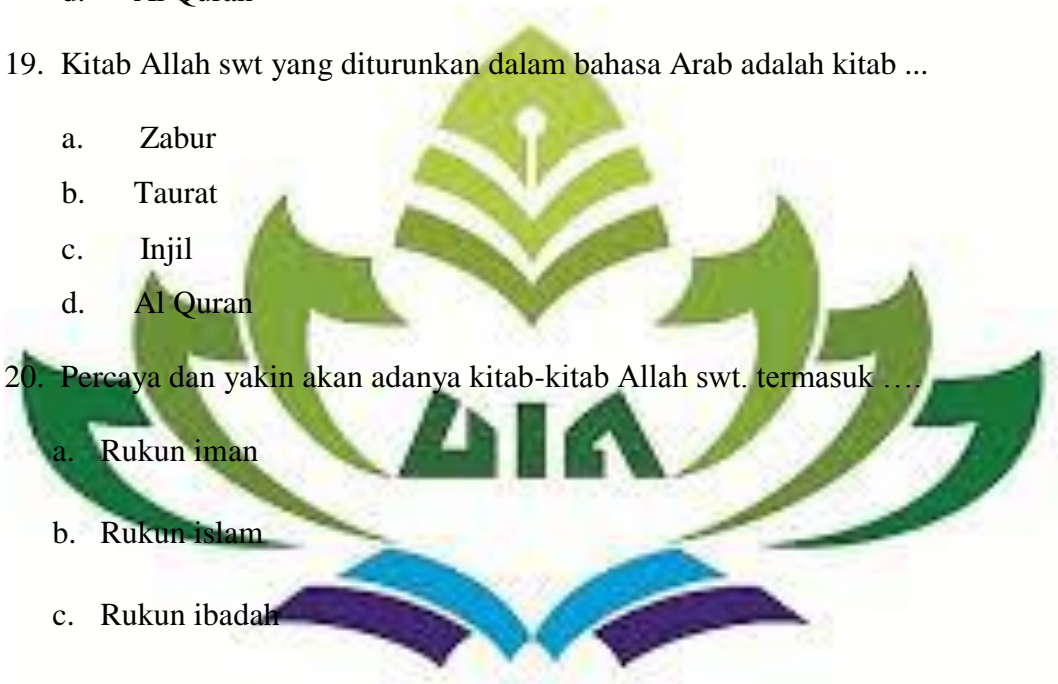 19. Kitab Allah swt yang diturunkan dalam bahasa Arab adalah kitab ...
a. Zabur
b. Taurat
c. Injil
d. Al Quran
20. Percaya dan yakin akan adanya kitab-kitab Allah swt. termasuk ….
a. Rukun iman
b. Rukun islam
c. Rukun ibadah